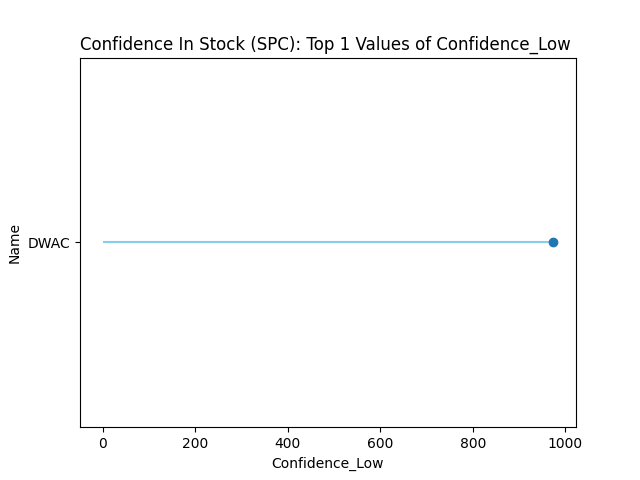 Confidence In Stock (SPC): Top 1 Values of Confidence_Low
Name
DWAC
0 200 400 600 800 1000
Confidence_Low